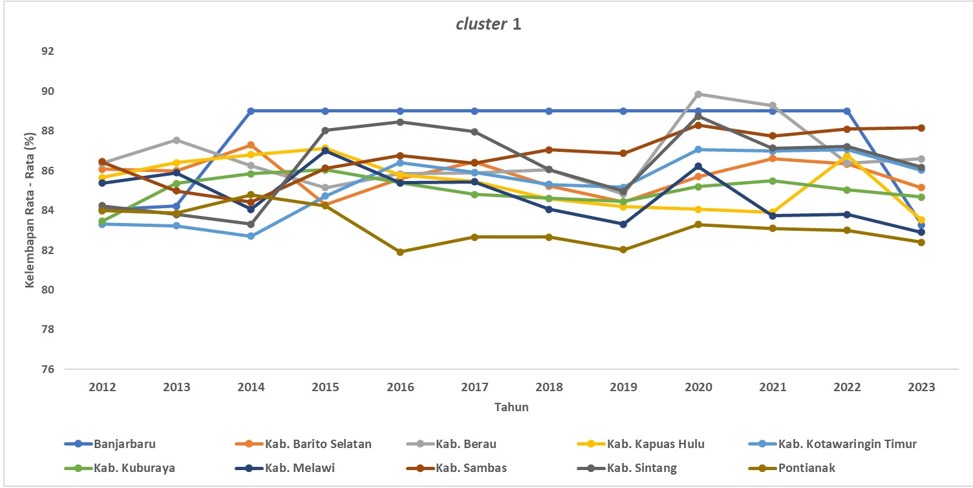 cluster 1
Kelembapan Rata - Rata (%)
92
90
88
86
84
82
80
78
76
2012 2013 2014 2015 2016 2017 2018 2019 2020 2021 2022 2023
Tahun
Banjarbaru Kab. Barito Selatan Kab. Berau Kab. Kapuas Hulu Kab. Kotawaringin Timur
Kab. Kuburaya Kab. Melawi Kab. Sambas Kab. Sintang Pontianak